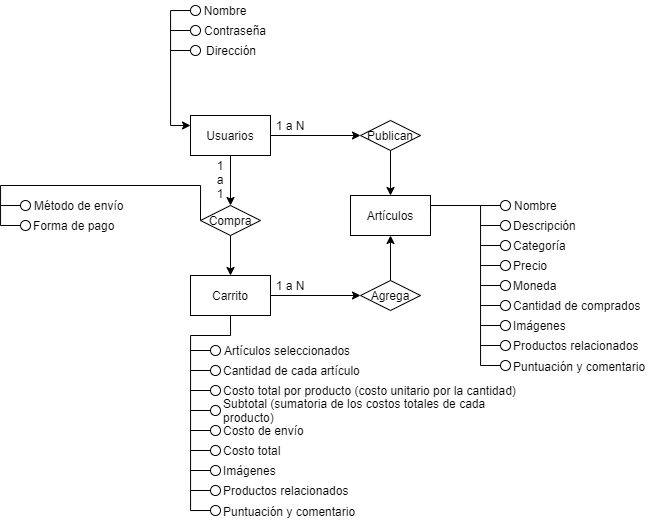 Nombre
Contraseña
Dirección
Usuarios
1 a N
Publican
1
a
1
Método de envío
Forma de pago
Compra
Artículos
Nombre
Descripción
Categoría
Precio
Moneda
Cantidad de comprados
Imágenes
Productos relacionados
Puntuación y comentario
Carrito
1 a N
Agrega
Artículos seleccionados
Cantidad de cada artículo
Costo total por producto (costo unitario por la cantidad)
Subtotal (sumatoria de los costos totales de cada
producto)
Costo de envío
Costo total
Imágenes
Productos relacionados
Puntuación y comentario